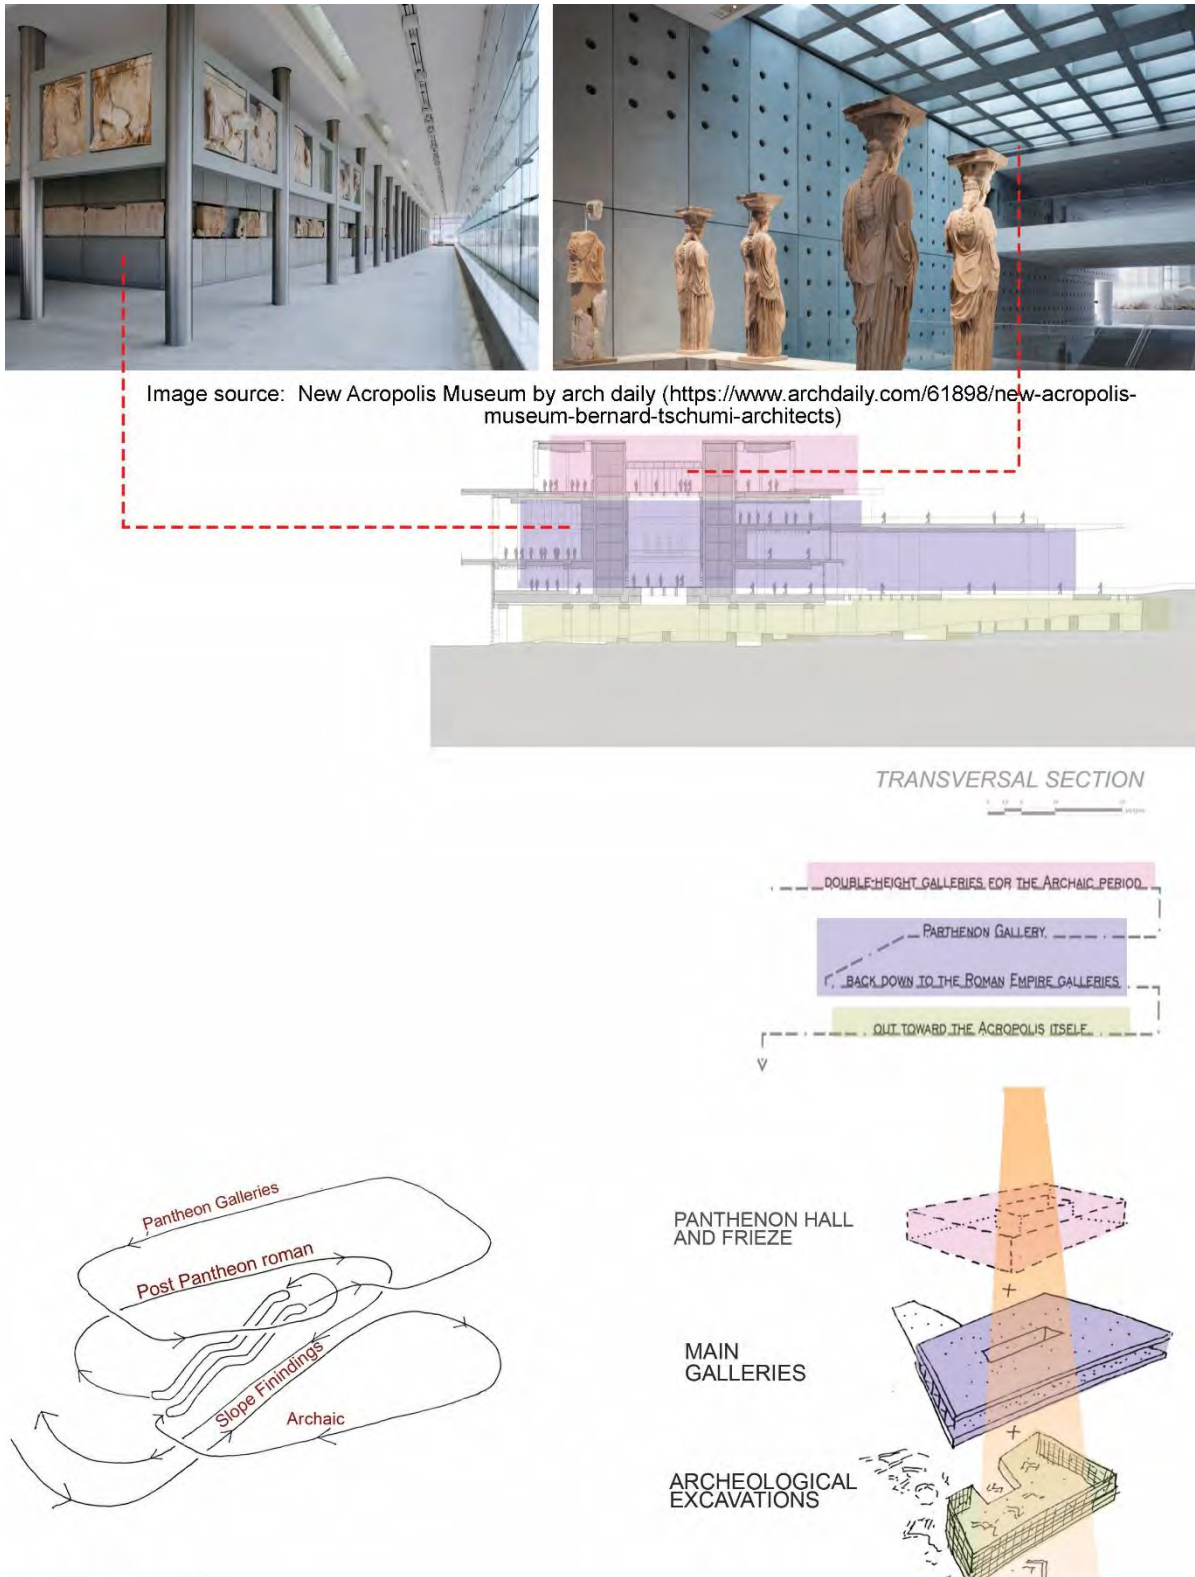 Image source:  New Acropolis Museum by arch daily (https://www.archdaily.com/61898/new-acropolis-
museum-bernard-tschumi-architects)
TRANSVERSAL SECTION
DOUBLE-HEIGHT GALLERIES FOR THE ARCHAIC PERIOD
PARTHENON GALLERY
BACK DOWN TO THE ROMAN EMPIRE GALLERIES
OUT TOWARD THE ACROPOLIS ITSELF
Pantheon Galleries
Post Pantheon roman
Slope Finindings
Archaic
PANTHENON HALL
AND FRIEZE
MAIN
GALLERIES
ARCHEOLOGICAL
EXCAVATIONS